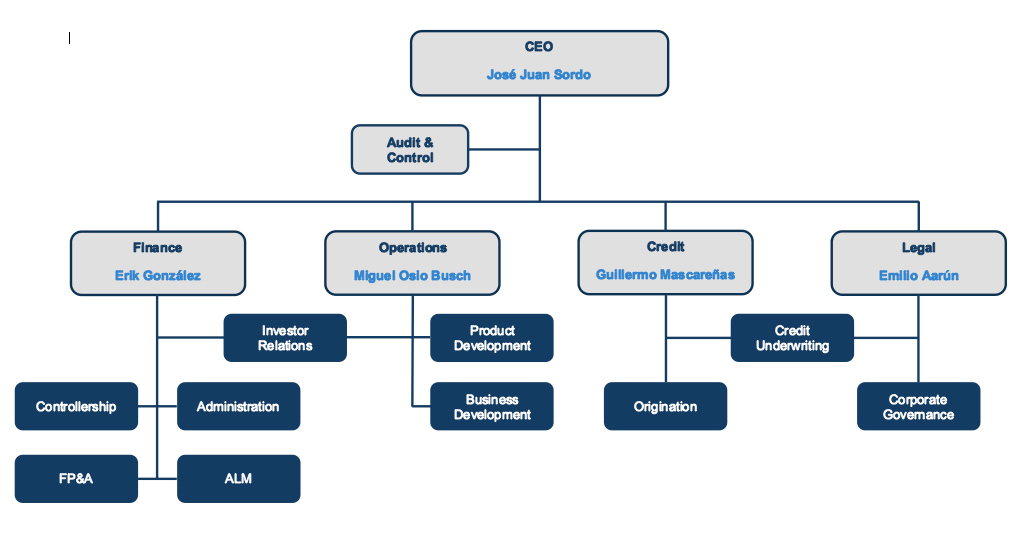 CEO
José Juan Sordo
Audit &
Control
Finance
Erik González
Operations
Miguel Osio Busch
Credit
Guillermo Mascareñas
Legal
Emilio Aarún
Investor
Relations
Product
Development
Credit
Underwriting
Controllership
Administration
Business
Development
Origination
Corporate
Governance
FP&A
ALM